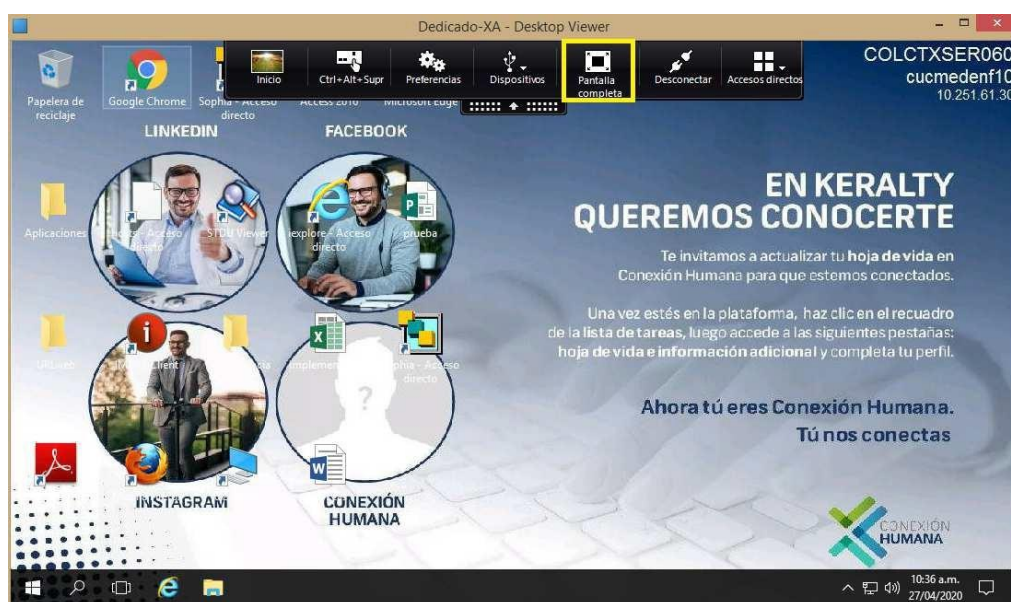 Dedicado-XA - Desktop Viewer
Inicio
Ctrl+Alt+Supr
Preferencias
Dispositivos
Pantalla
completa
Desconectar
Accesos directos
COLCTXSER060
cucmedenf10
10.251.61.30
Papelera de
reciclaje
Google Chrome
Sophia - Acceso
directo
Access 2010
Microsoft Edge
LINKEDIN
FACEBOOK
Aplicaciones
Acceso
directo
STDU Viewer
iexplore - Acceso
directo
prueba
EN KERALTY
QUEREMOS CONOCERTE
Te invitamos a actualizar tu hoja de vida en
Conexión Humana para que estemos conectados.
Una vez estés en la plataforma, haz clic en el recuadro
de la lista de tareas, luego accede a las siguientes pestañas:
hoja de vida e información adicional y completa tu perfil.
Client
Acceso
directo
?
Ahora tú eres Conexión Humana.
Tú nos conectas
INSTAGRAM
CONEXIÓN
HUMANA
CONEXIÓN
HUMANA
10:36 a.m.
27/04/2020